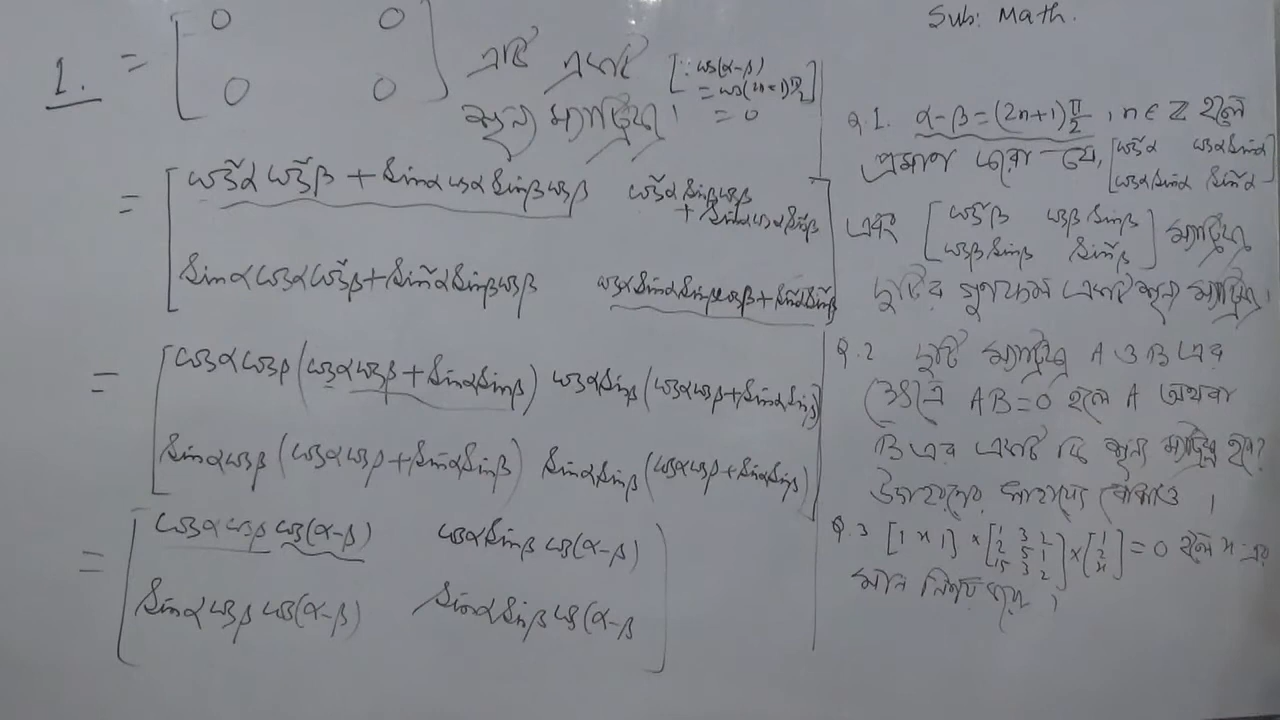 Sub: Math.
1. = [0 0
0 0] এটি একটি শূন্য ম্যাট্রিক্স। [∵ cos(α-β) = cos(2n+1)π/2 = 0]
= [cos²α cos²β + sinα cosα sinβ cosβ cos²α sinβ cosβ + sinα cosα sin²β
sinα cosα cos²β + sin²α sinβ cosβ cosα sinα sinβ cosβ + sin²α sin²β]
= [cosα cosβ (cosα cosβ + sinα sinβ) cosα sinβ (cosα cosβ + sinα sinβ)
sinα cosβ (cosα cosβ + sinα sinβ) sinα sinβ (cosα cosβ + sinα sinβ)]
= [cosα cosβ cos(α-β) cosα sinβ cos(α-β)
sinα cosβ cos(α-β) sinα sinβ cos(α-β]
Q.1. α-β = (2n+1)π/2, n ∈ Z হলে
প্রমাণ করো যে, [cos²α cosα sinα
cosα sinα sin²α]
এবং [cos²β cosβ sinβ
cosβ sinβ sin²β] ম্যাট্রিক্স
দুটির গুণফল একটি শূন্য ম্যাট্রিক্স।
Q.2 দুটি ম্যাট্রিক্স A ও B এর
ক্ষেত্রে AB=0 হলে A অথবা
B এর একটি কি শূন্য ম্যাট্রিক্স হবে?
উদাহরণের সাহায্যে বোঝাও।
Q.3 [1 x 1] × [1 3 2
2 5 1
15 3 2] × [1
2
x] = 0 হলে x-এর
মান নির্ণয় করো।